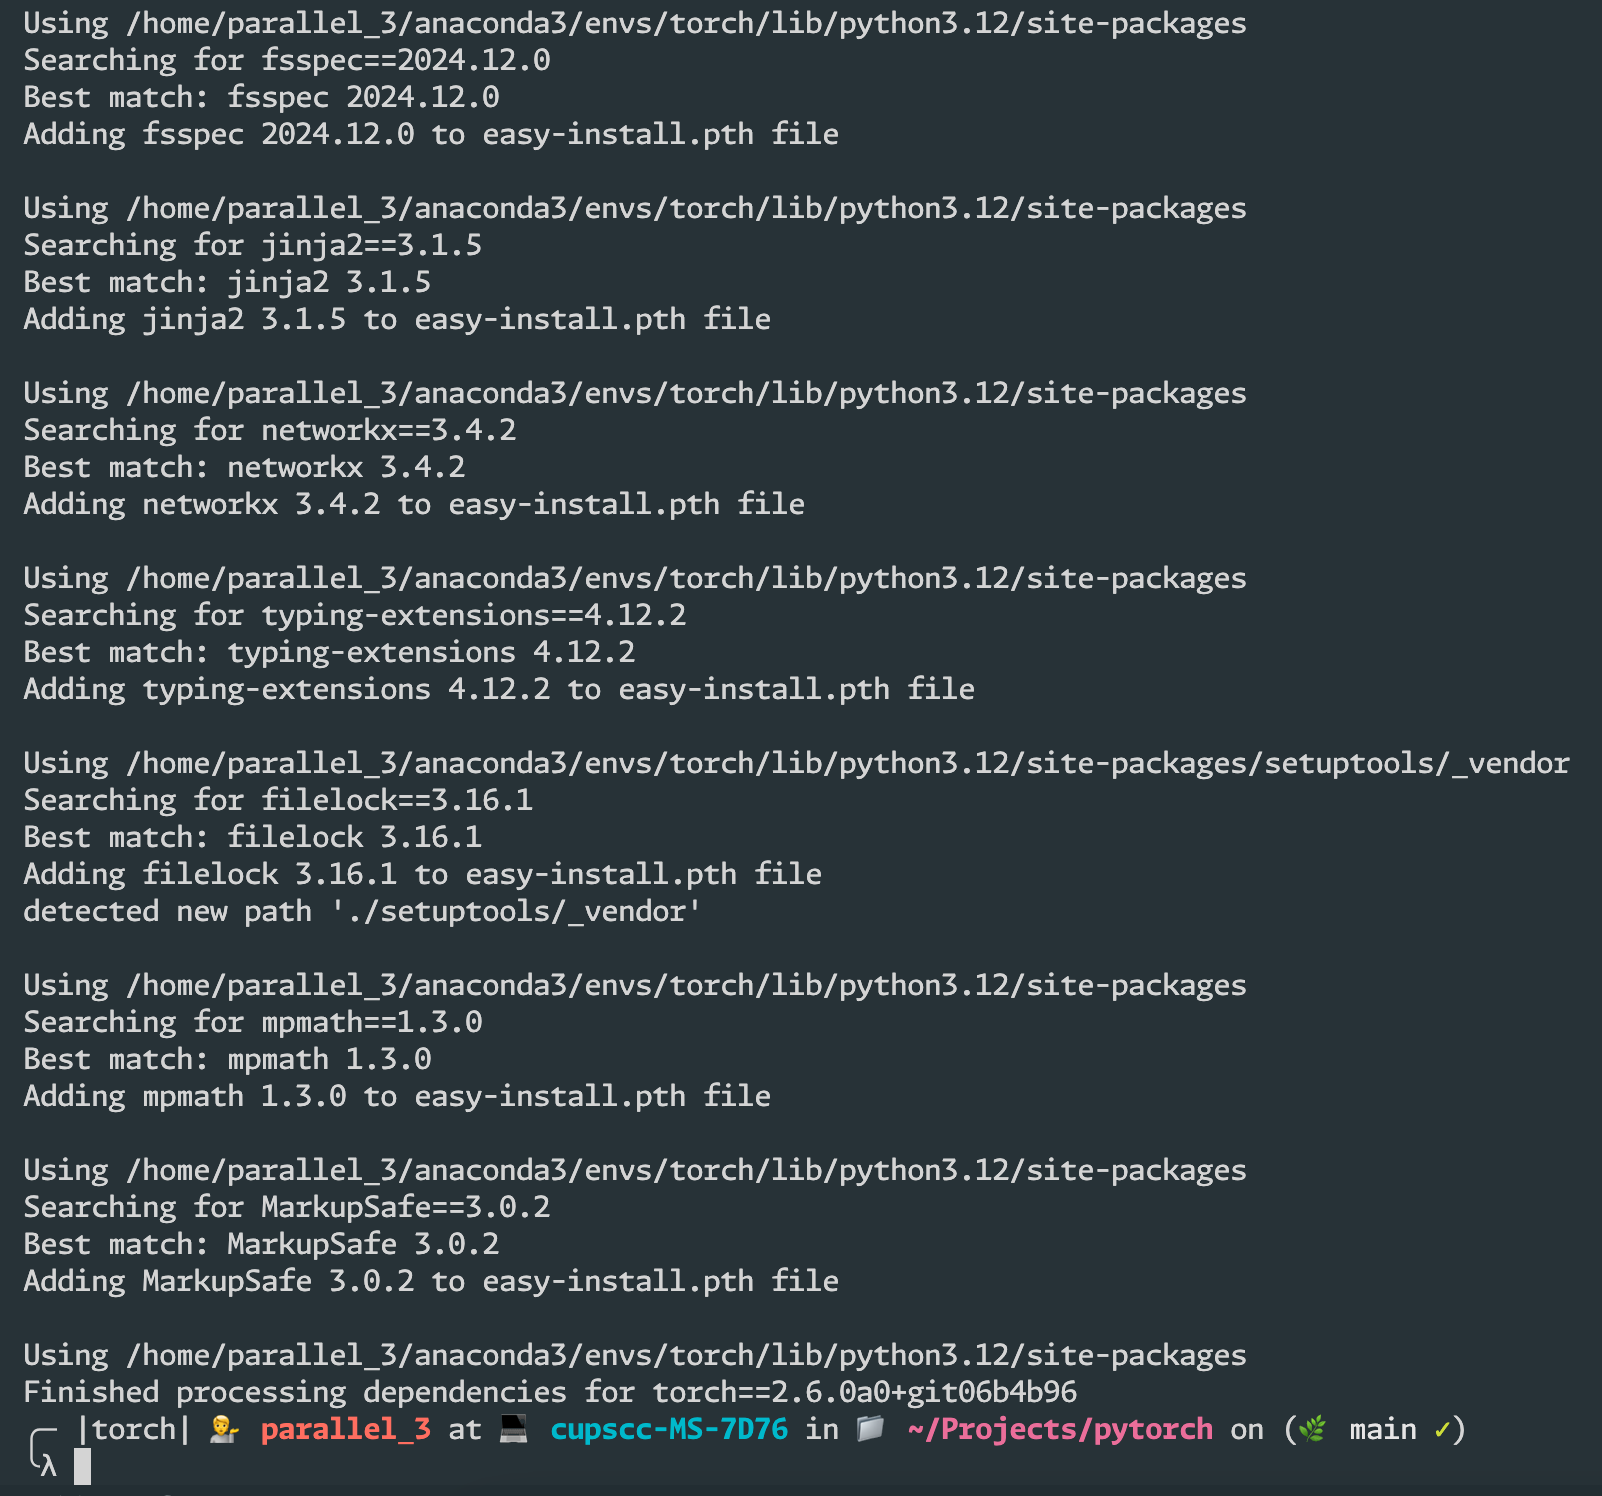 Using /home/parallel_3/anaconda3/envs/torch/lib/python3.12/site-packages
Searching for fsspec==2024.12.0
Best match: fsspec 2024.12.0
Adding fsspec 2024.12.0 to easy-install.pth file
Using /home/parallel_3/anaconda3/envs/torch/lib/python3.12/site-packages
Searching for jinja2==3.1.5
Best match: jinja2 3.1.5
Adding jinja2 3.1.5 to easy-install.pth file
Using /home/parallel_3/anaconda3/envs/torch/lib/python3.12/site-packages
Searching for networkx==3.4.2
Best match: networkx 3.4.2
Adding networkx 3.4.2 to easy-install.pth file
Using /home/parallel_3/anaconda3/envs/torch/lib/python3.12/site-packages
Searching for typing-extensions==4.12.2
Best match: typing-extensions 4.12.2
Adding typing-extensions 4.12.2 to easy-install.pth file
Using /home/parallel_3/anaconda3/envs/torch/lib/python3.12/site-packages/setuptools/_vendor
Searching for filelock==3.16.1
Best match: filelock 3.16.1
Adding filelock 3.16.1 to easy-install.pth file
detected new path './setuptools/_vendor'
Using /home/parallel_3/anaconda3/envs/torch/lib/python3.12/site-packages
Searching for mpmath==1.3.0
Best match: mpmath 1.3.0
Adding mpmath 1.3.0 to easy-install.pth file
Using /home/parallel_3/anaconda3/envs/torch/lib/python3.12/site-packages
Searching for MarkupSafe==3.0.2
Best match: MarkupSafe 3.0.2
Adding MarkupSafe 3.0.2 to easy-install.pth file
Using /home/parallel_3/anaconda3/envs/torch/lib/python3.12/site-packages
Finished processing dependencies for torch==2.6.0a0+git06b4b96
╭─ |torch| 💁 parallel_3 at 💻 cupscc-MS-7D76 in 📁 ~/Projects/pytorch on (🌿 main ✓)
╰λ